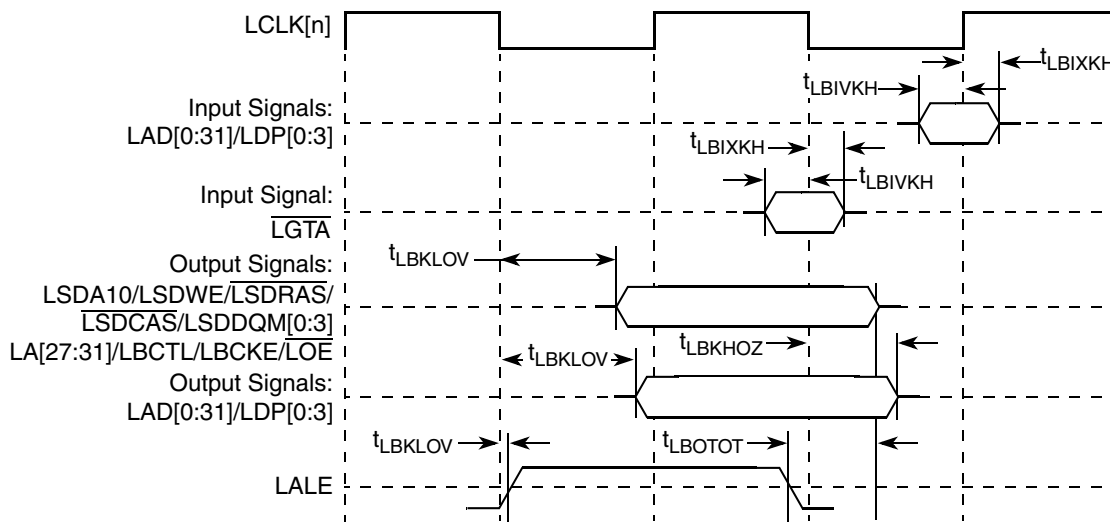 LCLK[n]
tLBIXKH
tLBIVKH
Input Signals:
LAD[0:31]/LDP[0:3]
tLBIXKH
tLBIVKH
Input Signal:
LGTA
tLBKLOV
Output Signals:
LSDA10/LSDWE/LSDRAS/
LSDCAS/LSDDQM[0:3]
LA[27:31]/LBCTL/LBCKE/LOE
tLBKHOZ
tLBKLOV
Output Signals:
LAD[0:31]/LDP[0:3]
tLBKLOV
tLBOTOT
LALE